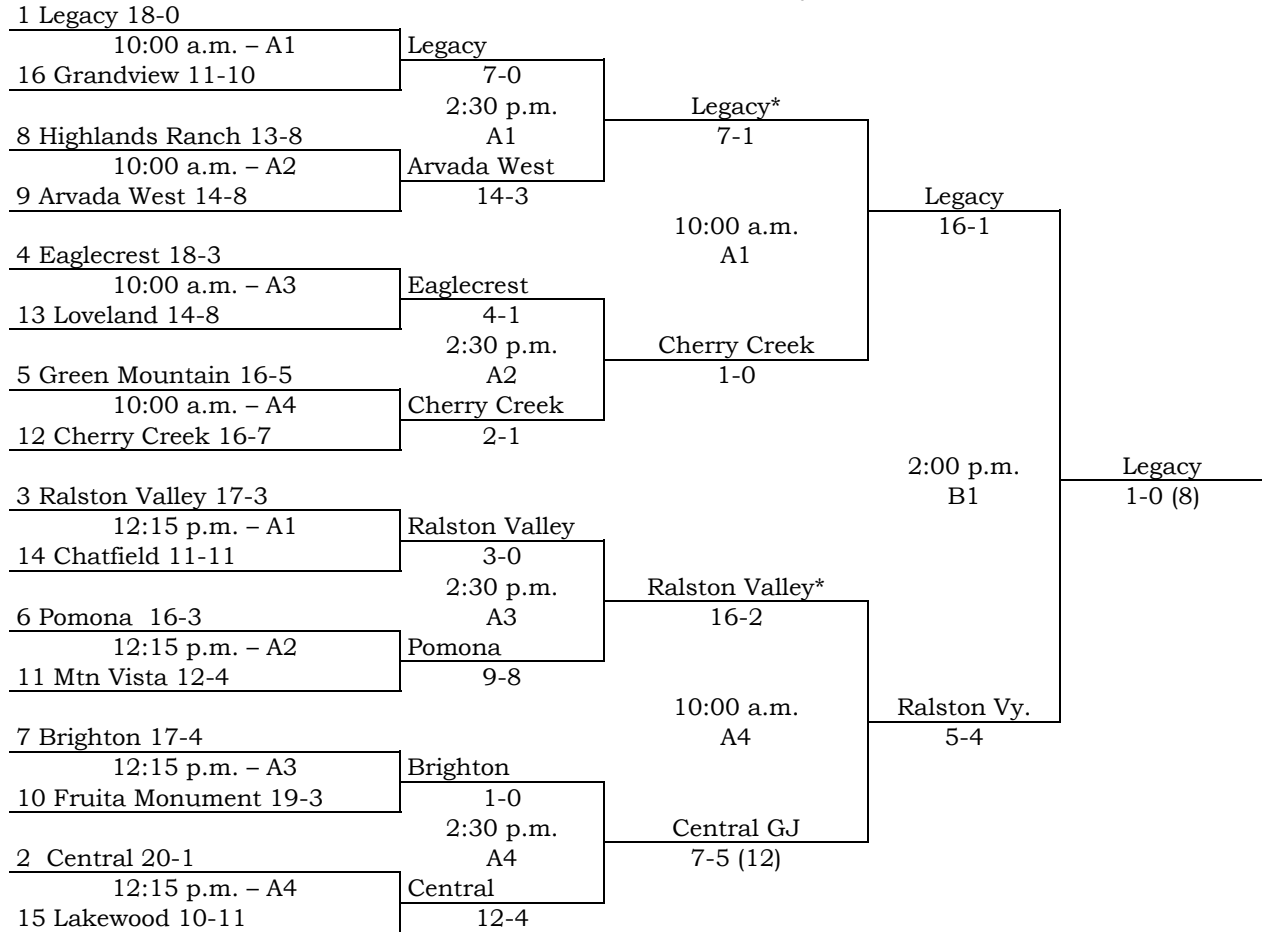 1 Legacy 18-0
10:00 a.m. – A1
16 Grandview 11-10
8 Highlands Ranch 13-8
10:00 a.m. – A2
9 Arvada West 14-8
4 Eaglecrest 18-3
10:00 a.m. – A3
13 Loveland 14-8
5 Green Mountain 16-5
10:00 a.m. – A4
12 Cherry Creek 16-7
3 Ralston Valley 17-3
12:15 p.m. – A1
14 Chatfield 11-11
6 Pomona 16-3
12:15 p.m. – A2
11 Mtn Vista 12-4
7 Brighton 17-4
12:15 p.m. – A3
10 Fruita Monument 19-3
2 Central 20-1
12:15 p.m. – A4
15 Lakewood 10-11
Legacy
7-0
2:30 p.m.
A1
Arvada West
14-3
Eaglecrest
4-1
2:30 p.m.
A2
Cherry Creek
2-1
Ralston Valley
3-0
2:30 p.m.
A3
Pomona
9-8
Brighton
1-0
2:30 p.m.
A4
Central
12-4
Legacy*
7-1
10:00 a.m.
A1
Cherry Creek
1-0
Ralston Valley*
16-2
10:00 a.m.
A4
Central GJ
7-5 (12)
Legacy
16-1
2:00 p.m.
B1
Ralston Vy.
5-4
Legacy
1-0 (8)